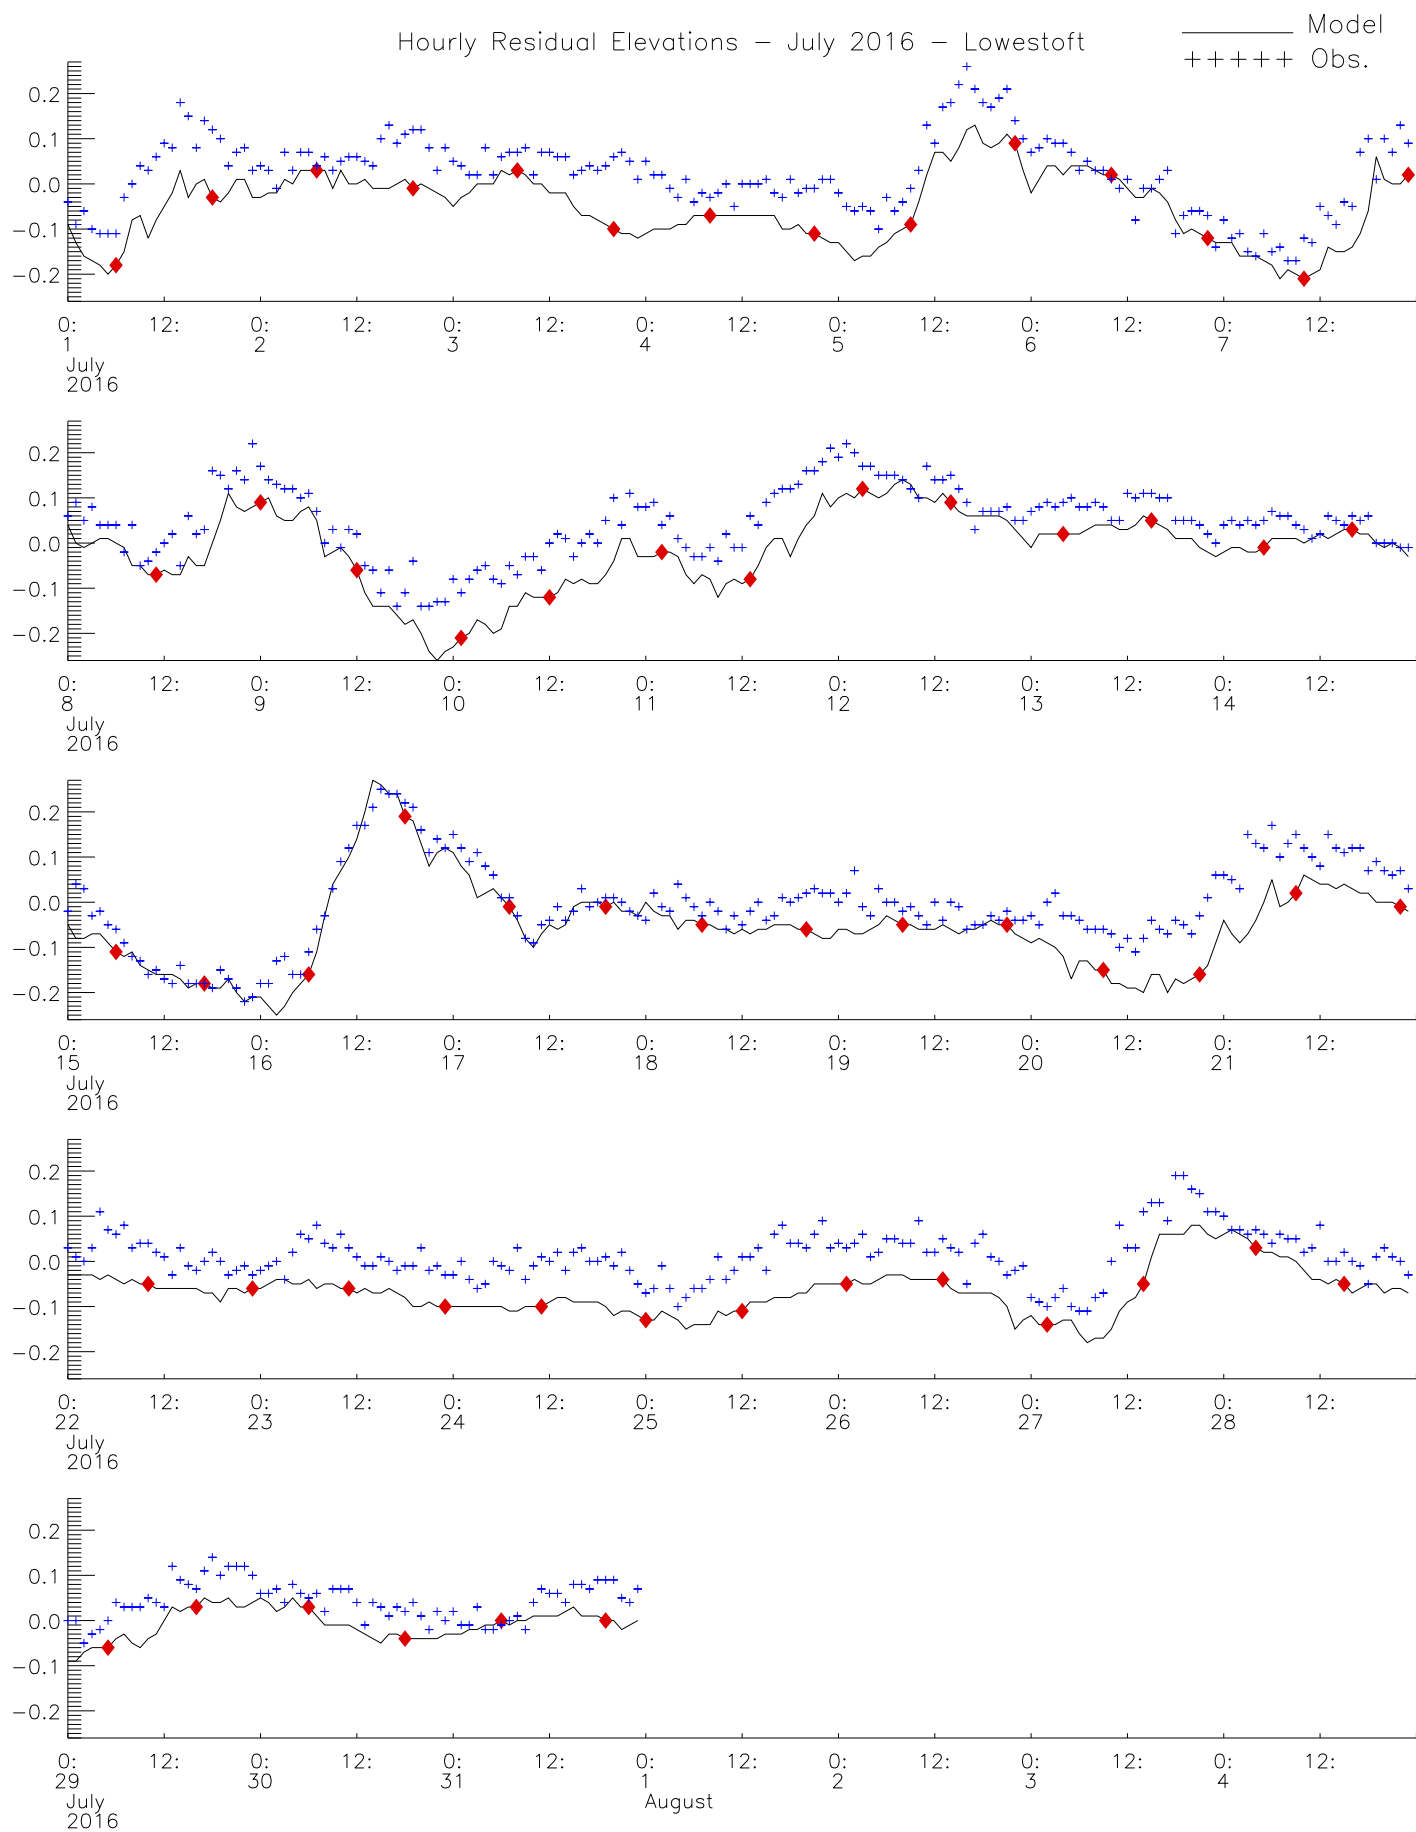 Hourly Residual Elevations – July 2016 – Lowestoft
Model
+++++ Obs.
0.2
0.1
0.0
−0.1
−0.2
0: 12: 0: 12: 0: 12: 0: 12: 0: 12: 0: 12: 0: 12:
1 2 3 4 5 6 7
July
2016
0.2
0.1
0.0
−0.1
−0.2
0: 12: 0: 12: 0: 12: 0: 12: 0: 12: 0: 12: 0: 12:
8 9 10 11 12 13 14
July
2016
0.2
0.1
0.0
−0.1
−0.2
0: 12: 0: 12: 0: 12: 0: 12: 0: 12: 0: 12: 0: 12:
15 16 17 18 19 20 21
July
2016
0.2
0.1
0.0
−0.1
−0.2
0: 12: 0: 12: 0: 12: 0: 12: 0: 12: 0: 12: 0: 12:
22 23 24 25 26 27 28
July
2016
0.2
0.1
0.0
−0.1
−0.2
0: 12: 0: 12: 0: 12: 0: 12: 0: 12: 0: 12: 0: 12:
29 30 31 1 2 3 4
July August
2016